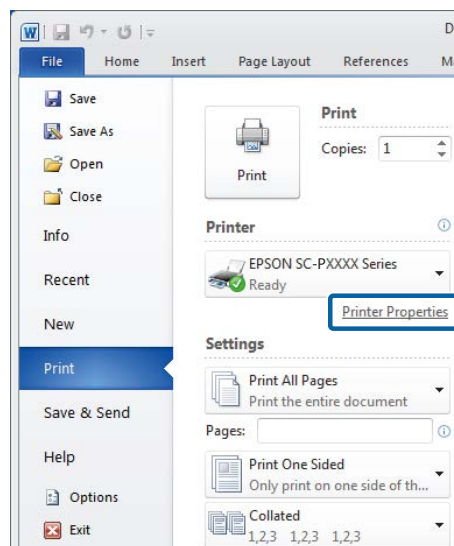 W
D
File Home Insert Page Layout References M
Save
Save As
Open
Close
Info
Recent
New
Print
Save & Send
Help
Options
Exit
Print
Copies: 1
Print
Printer
EPSON SC-PXXXX Series
Ready
Printer Properties
Settings
Print All Pages
Print the entire document
Pages:
Print One Sided
Only print on one side of th...
Collated
1,2,3 1,2,3 1,2,3